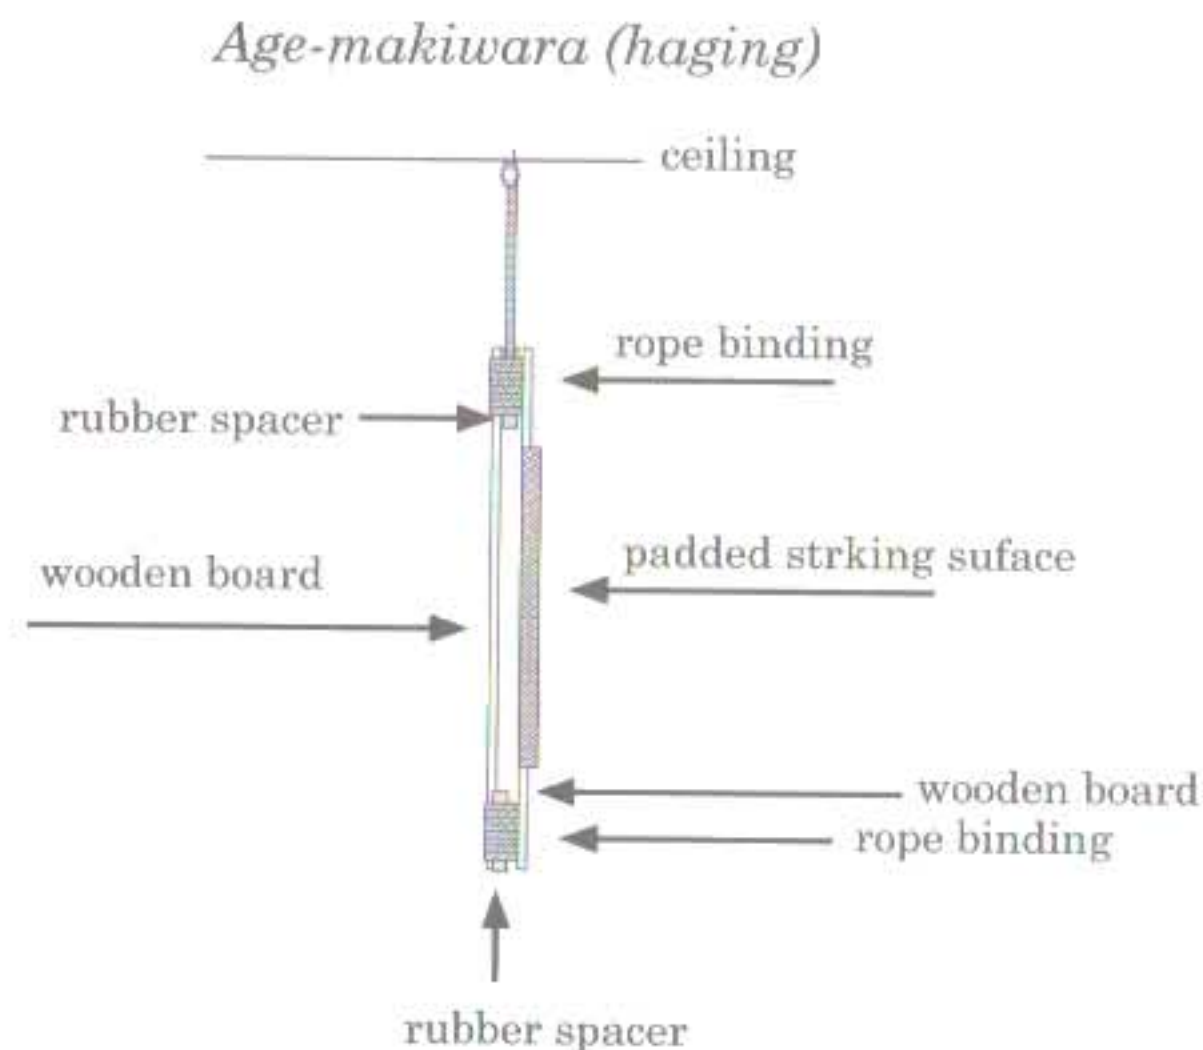 Age-makiwara (haging)
ceiling
rope binding
rubber spacer
padded strking suface
wooden board
wooden board
rope binding
rubber spacer